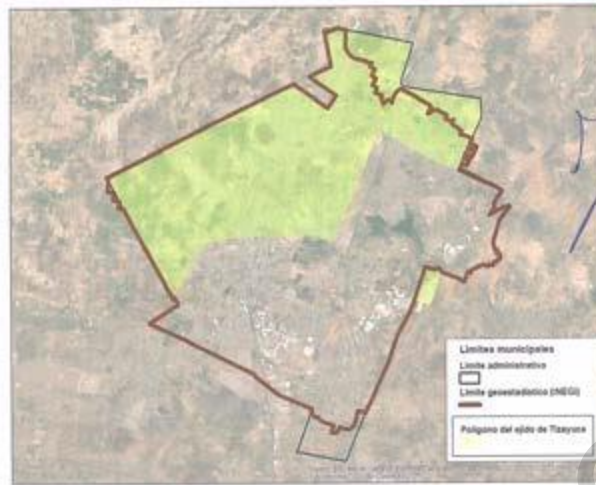 Límites municipales
Límite administrativo
Límite geoestadístico (INEGI)
Polígono del ejido de Tizayuca